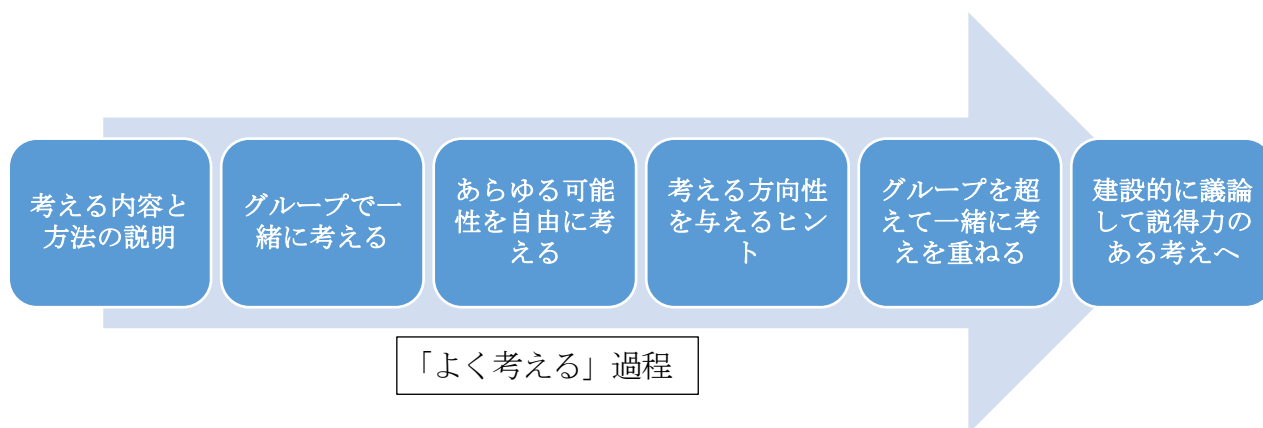 考える内容と
方法の説明
グループで一
緒に考える
あらゆる可能
性を自由に考
える
考える方向性
を与えるヒン
ト
グループを超
えて一緒に考
えを重ねる
建設的に議論
して説得力の
ある考えへ
「よく考える」過程